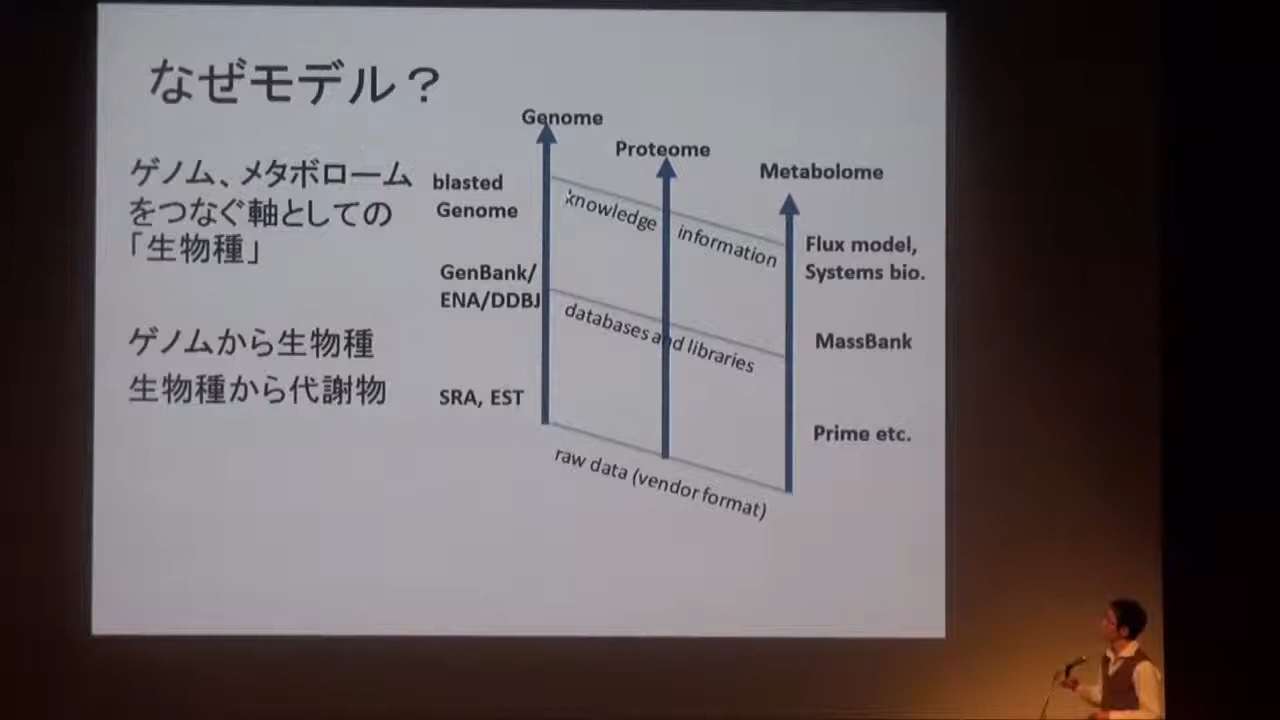 なぜモデル？
ゲノム、メタボローム
をつなぐ軸としての
「生物種」
ゲノムから生物種
生物種から代謝物
Genome
Proteome
Metabolome
blasted
Genome
GenBank/
ENA/DDBJ
SRA, EST
knowledge
information
databases and libraries
raw data (vendor format)
Flux model,
Systems bio.
MassBank
Prime etc.